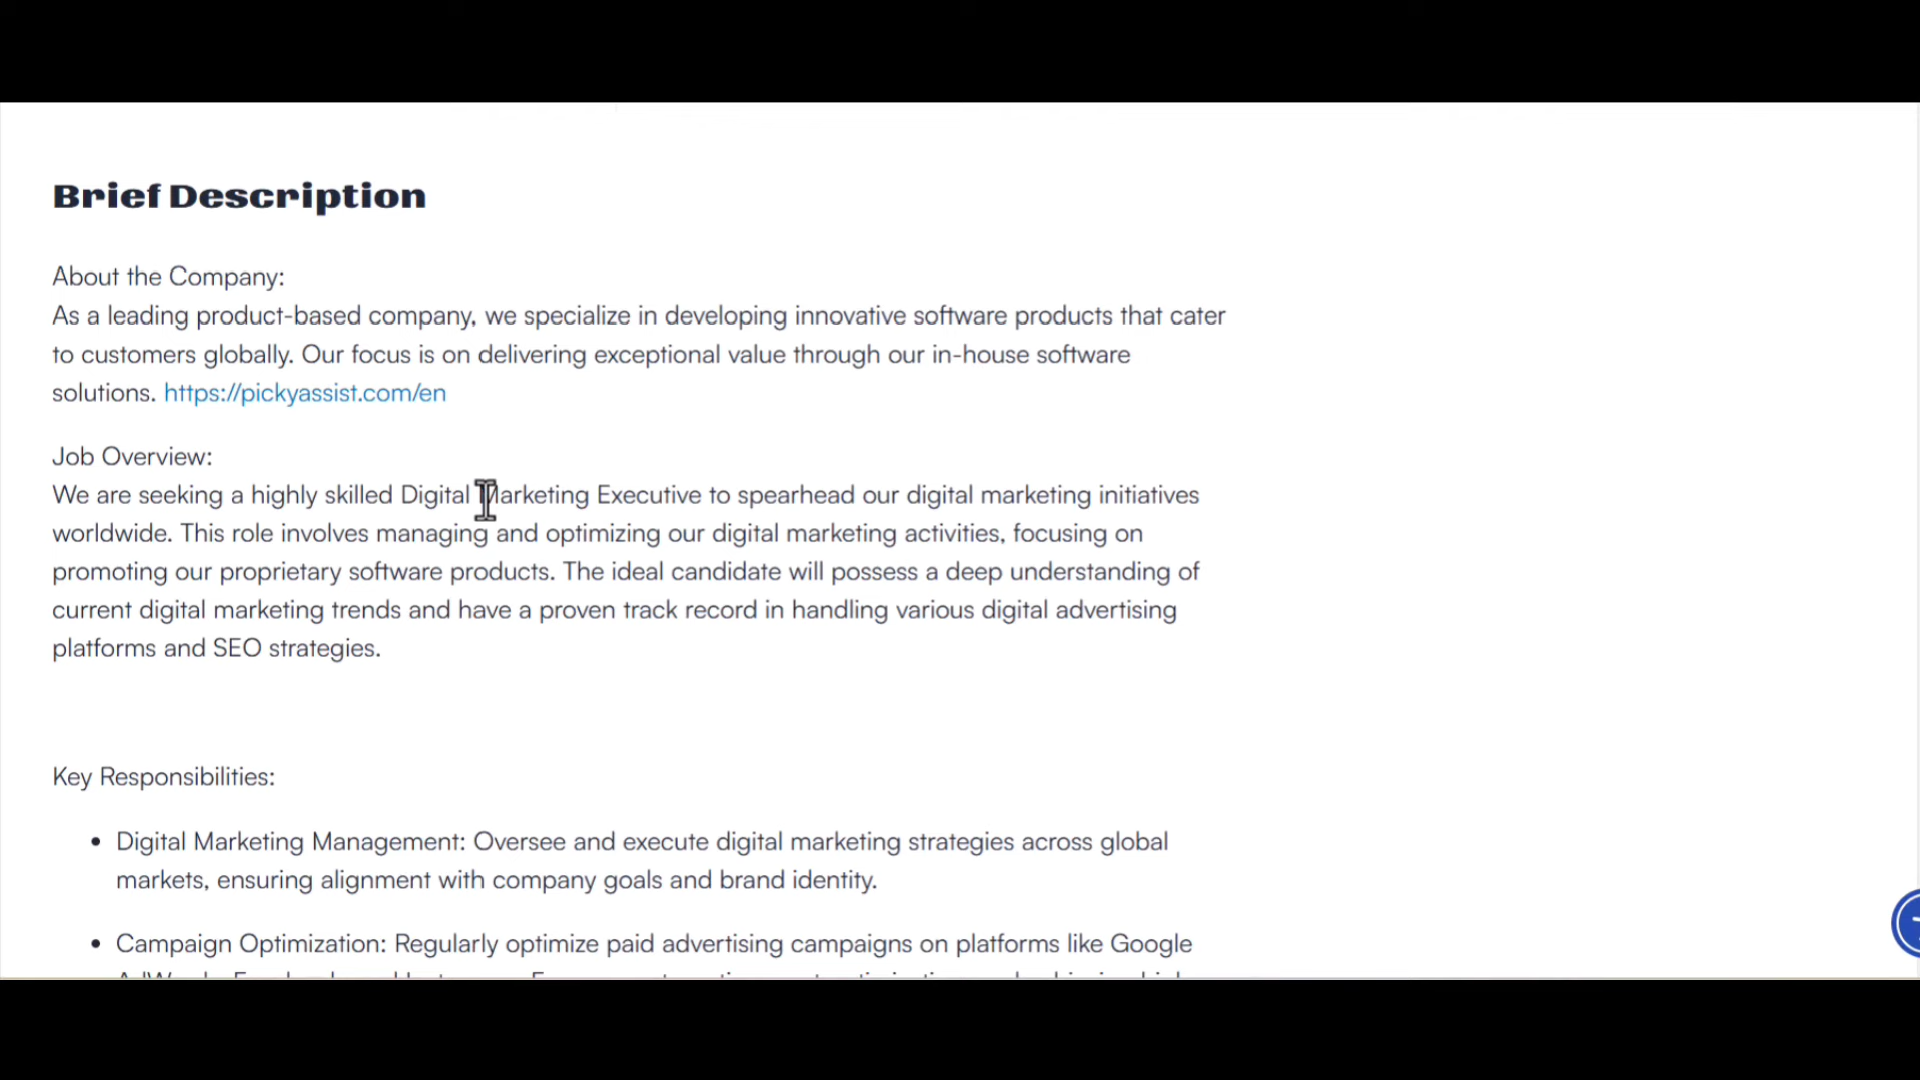 Brief Description
About the Company:
As a leading product-based company, we specialize in developing innovative software products that cater
to customers globally. Our focus is on delivering exceptional value through our in-house software
solutions. https://pickyassist.com/en
Job Overview:
We are seeking a highly skilled Digital Marketing Executive to spearhead our digital marketing initiatives
worldwide. This role involves managing and optimizing our digital marketing activities, focusing on
promoting our proprietary software products. The ideal candidate will possess a deep understanding of
current digital marketing trends and have a proven track record in handling various digital advertising
platforms and SEO strategies.
Key Responsibilities:
• Digital Marketing Management: Oversee and execute digital marketing strategies across global
markets, ensuring alignment with company goals and brand identity.
• Campaign Optimization: Regularly optimize paid advertising campaigns on platforms like Google